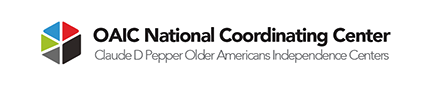 OAIC National Coordinating Center
Claude D Pepper Older Americans Independence Centers